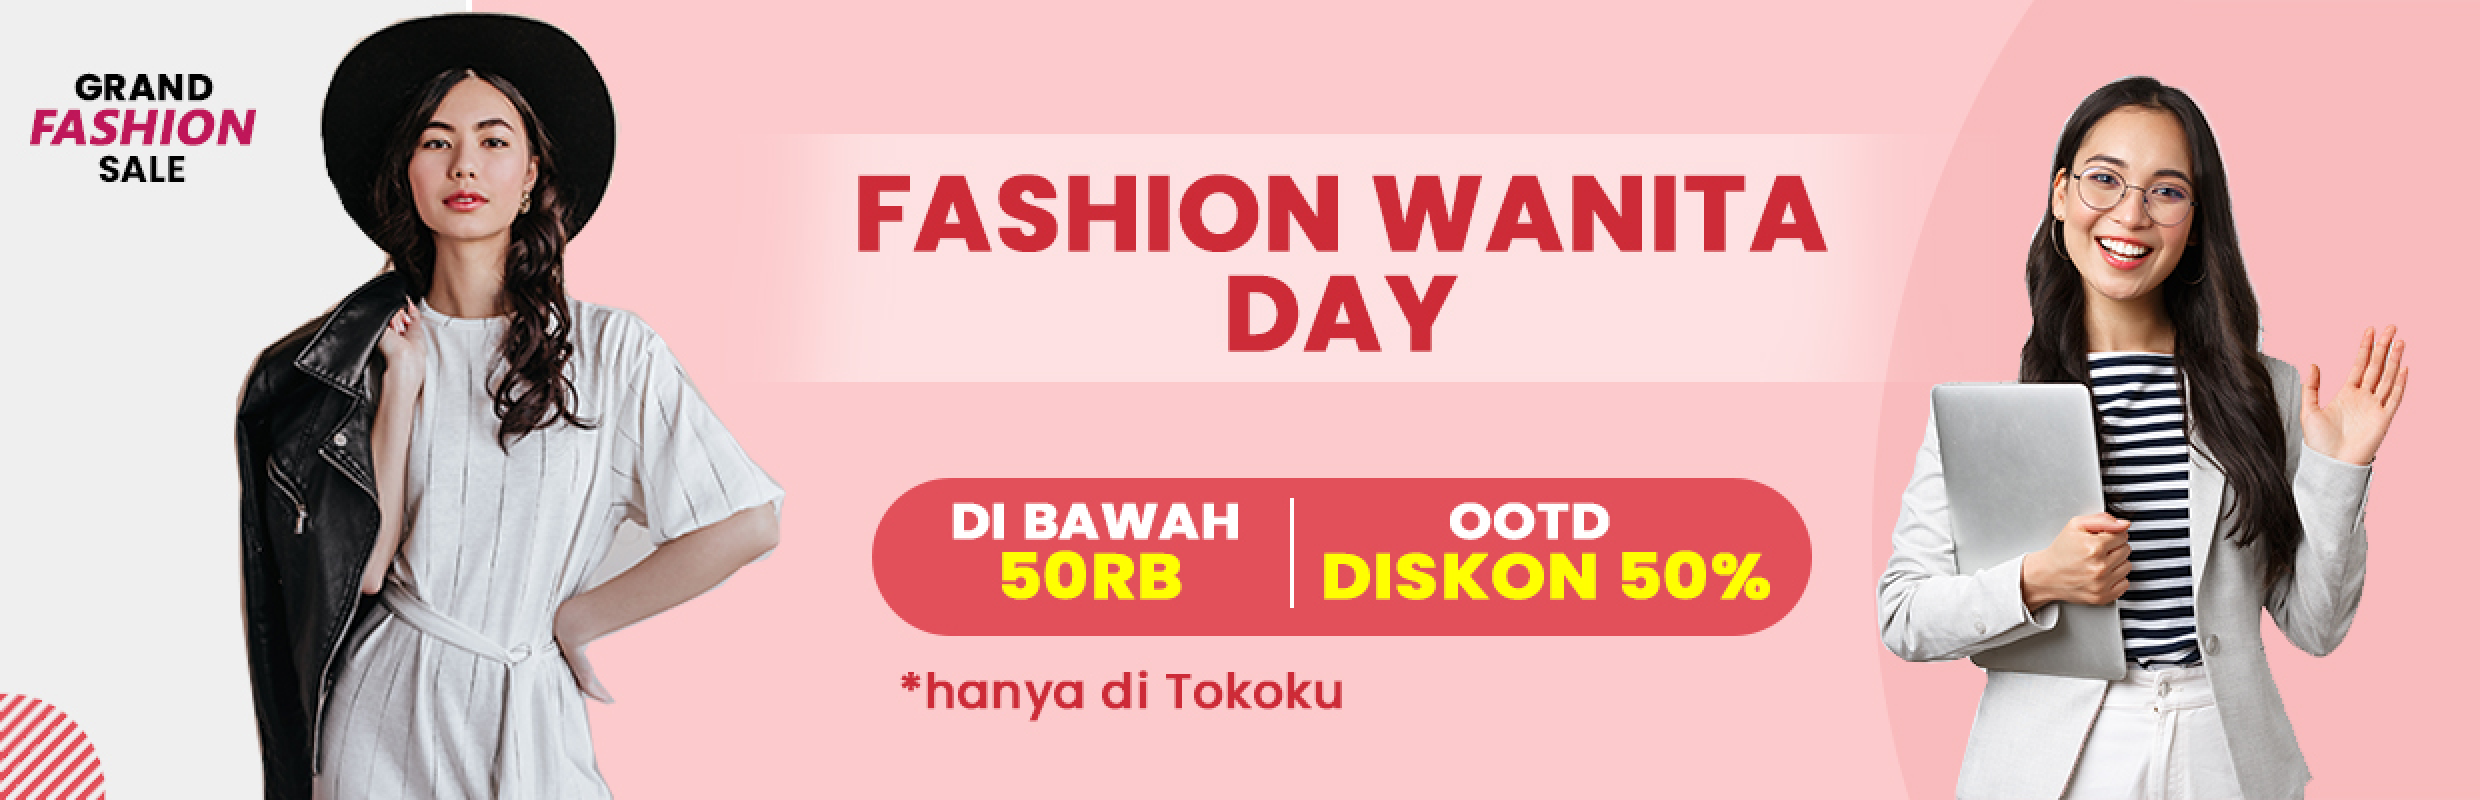 GRAND
FASHION
SALE
FASHION WANITA
DAY
DI BAWAH
50RB
OOTD
DISKON 50%
*hanya di Tokoku